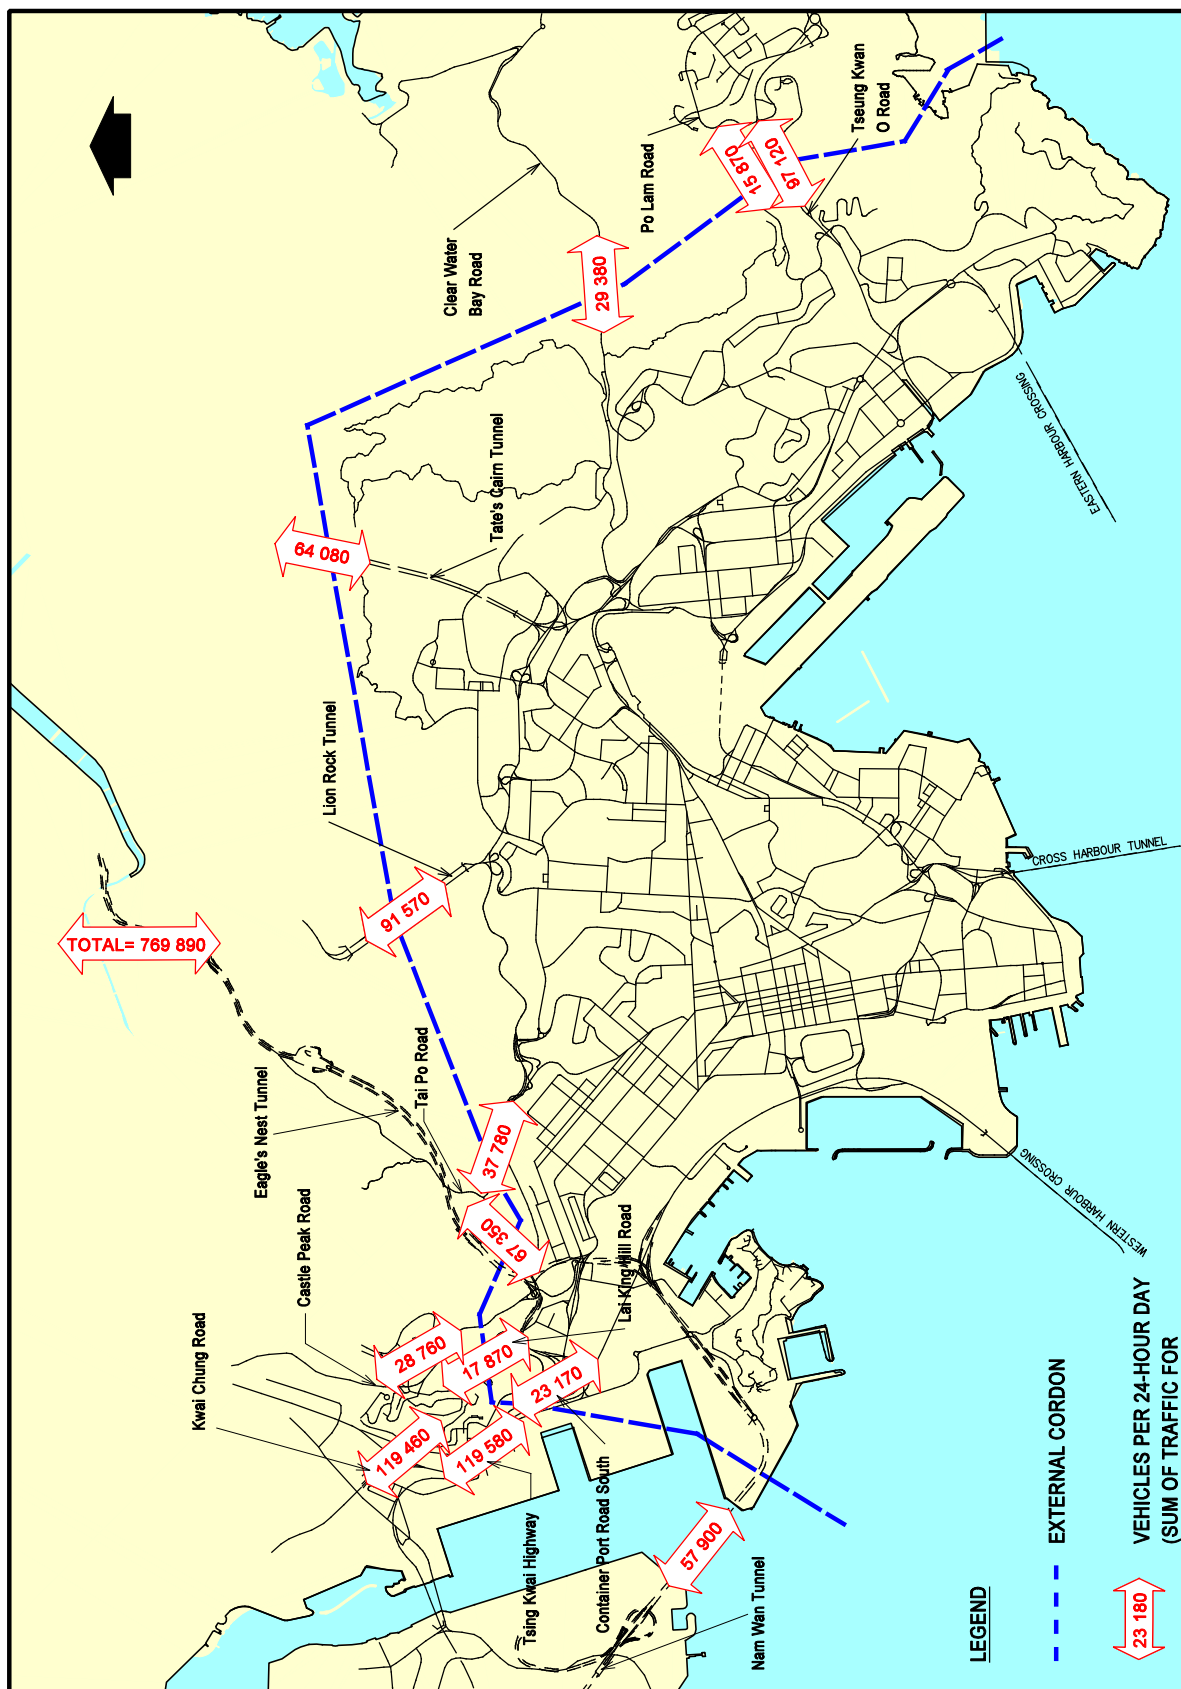 TOTAL= 769 890
Kwai Chung Road
Castle Peak Road
Eagle's Nest Tunnel
Tai Po Road
Lion Rock Tunnel
Tate's Cairn Tunnel
Clear Water
Bay Road
Po Lam Road
Tseung Kwan
O Road
119 460
28 760
119 580
17 870
23 170
67 350
37 780
91 570
64 080
29 380
15 870
97 120
57 900
Tsing Kwai Highway
Container Port Road South
Lai King Hill Road
Nam Wan Tunnel
WESTERN HARBOUR CROSSING
CROSS HARBOUR TUNNEL
EASTERN HARBOUR CROSSING
LEGEND
EXTERNAL CORDON
23 180
VEHICLES PER 24-HOUR DAY
(SUM OF TRAFFIC FOR